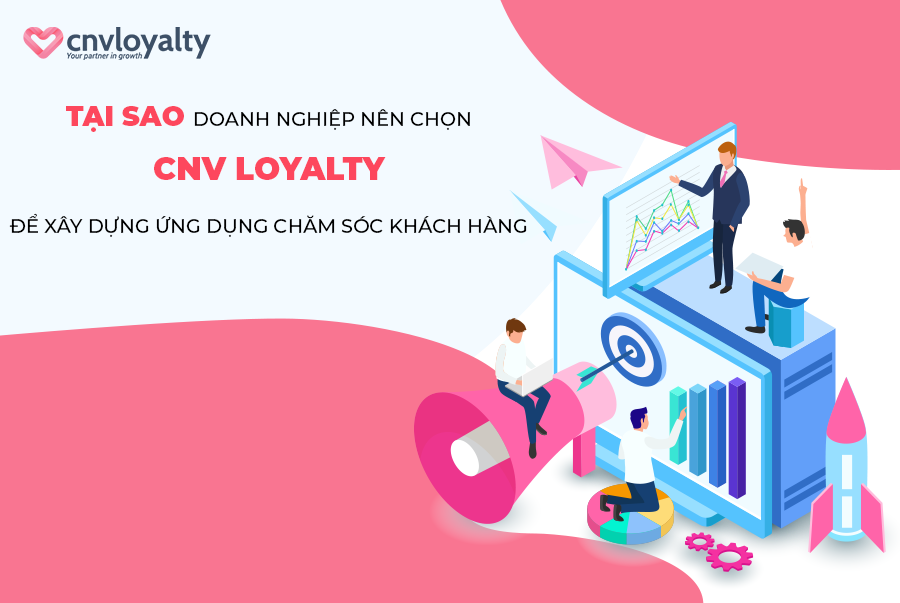 cnvloyalty
Your partner in growth
TẠI SAO DOANH NGHIỆP NÊN CHỌN
CNV LOYALTY
ĐỂ XÂY DỰNG ỨNG DỤNG CHĂM SÓC KHÁCH HÀNG